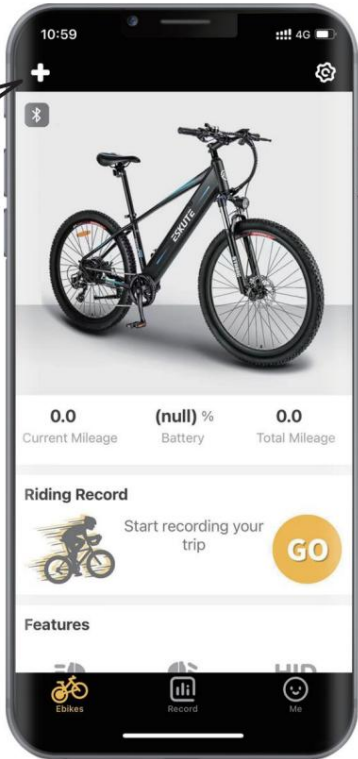 10:59
4G
ESKUTE
0.0 (null) % 0.0
Current Mileage Battery Total Mileage
Riding Record
Start recording your
trip
GO
Features
Ebikes Record Me